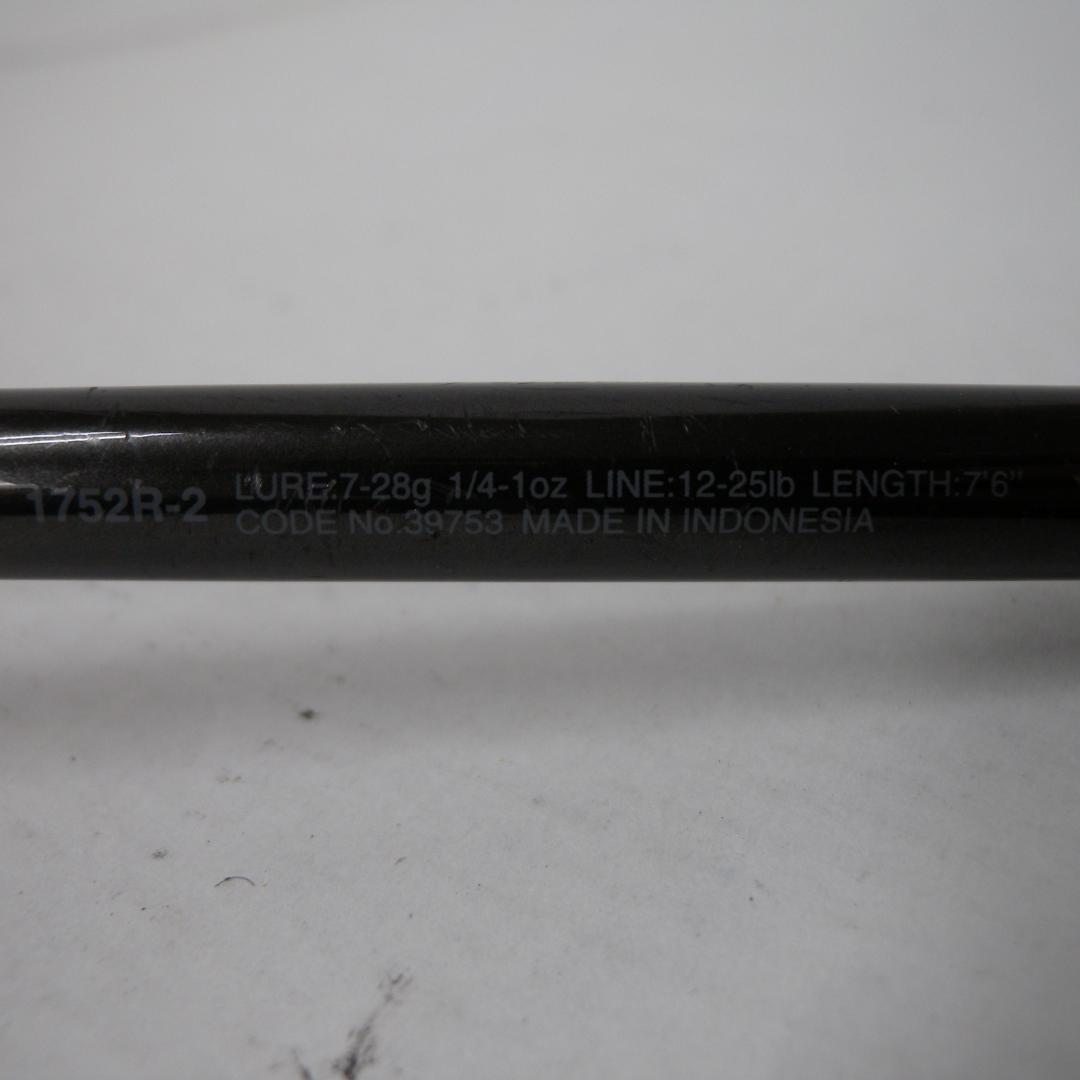 1752R-2 LURE:7-28g 1/4-1oz LINE:12-25lb LENGTH:7'6"
CODE No.39753 MADE IN INDONESIA